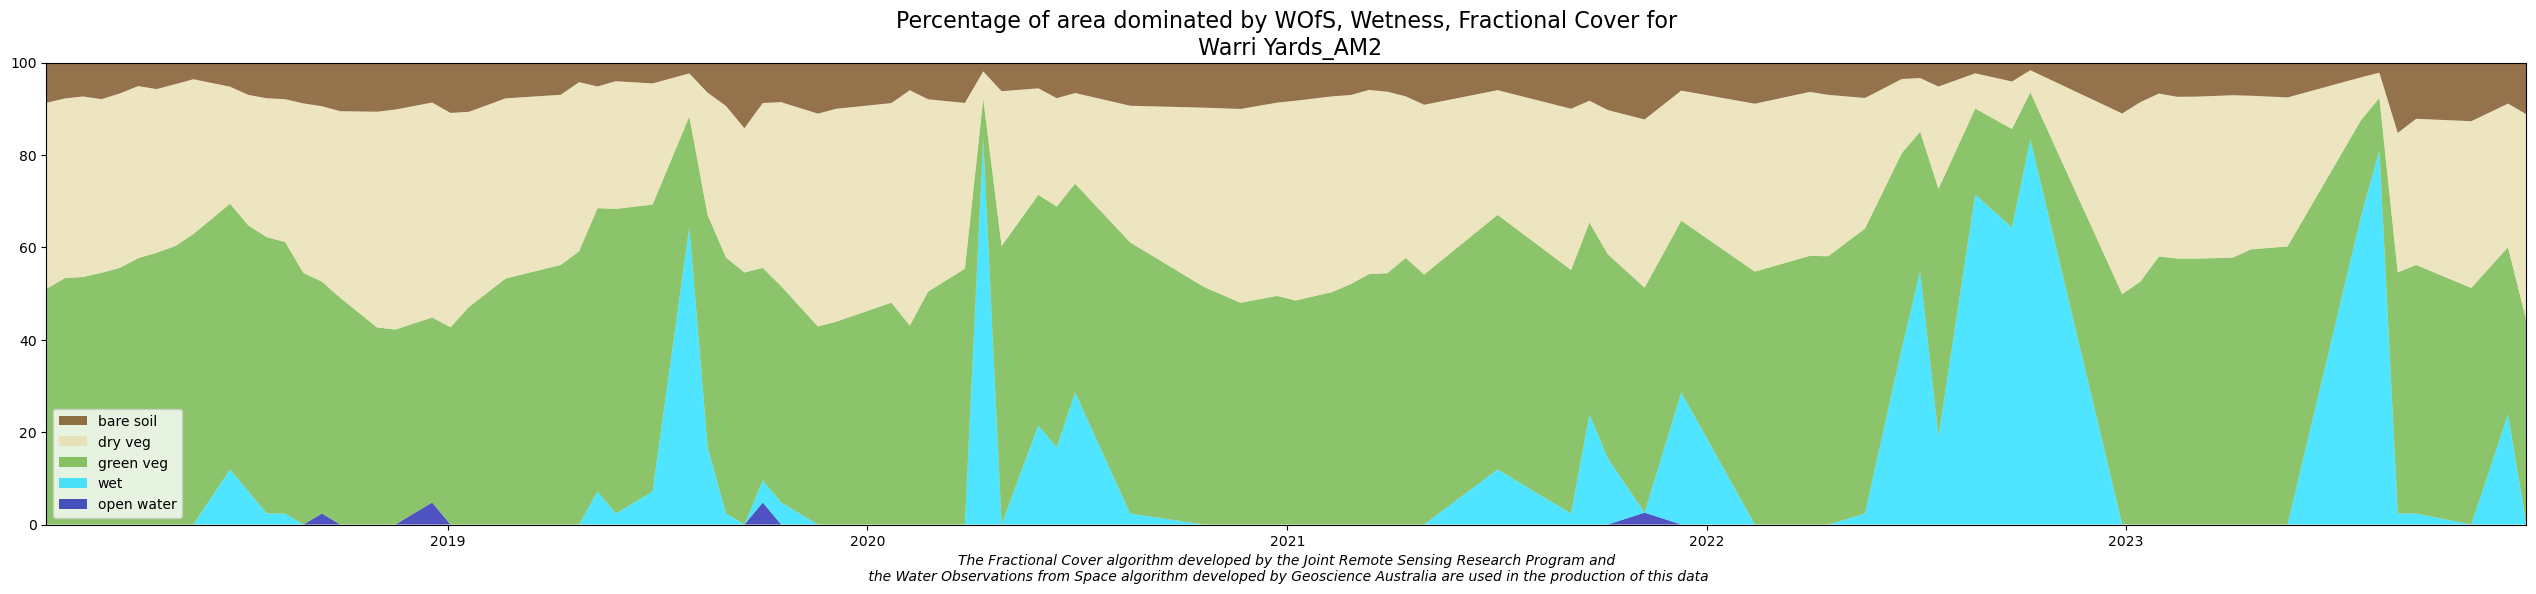 Percentage of area dominated by WOfS, Wetness, Fractional Cover for
Warri Yards_AM2
100
80
60
40
20
0
bare soil
dry veg
green veg
wet
open water
2019
2020
2021
2022
2023
The Fractional Cover algorithm developed by the Joint Remote Sensing Research Program and
the Water Observations from Space algorithm developed by Geoscience Australia are used in the production of this data